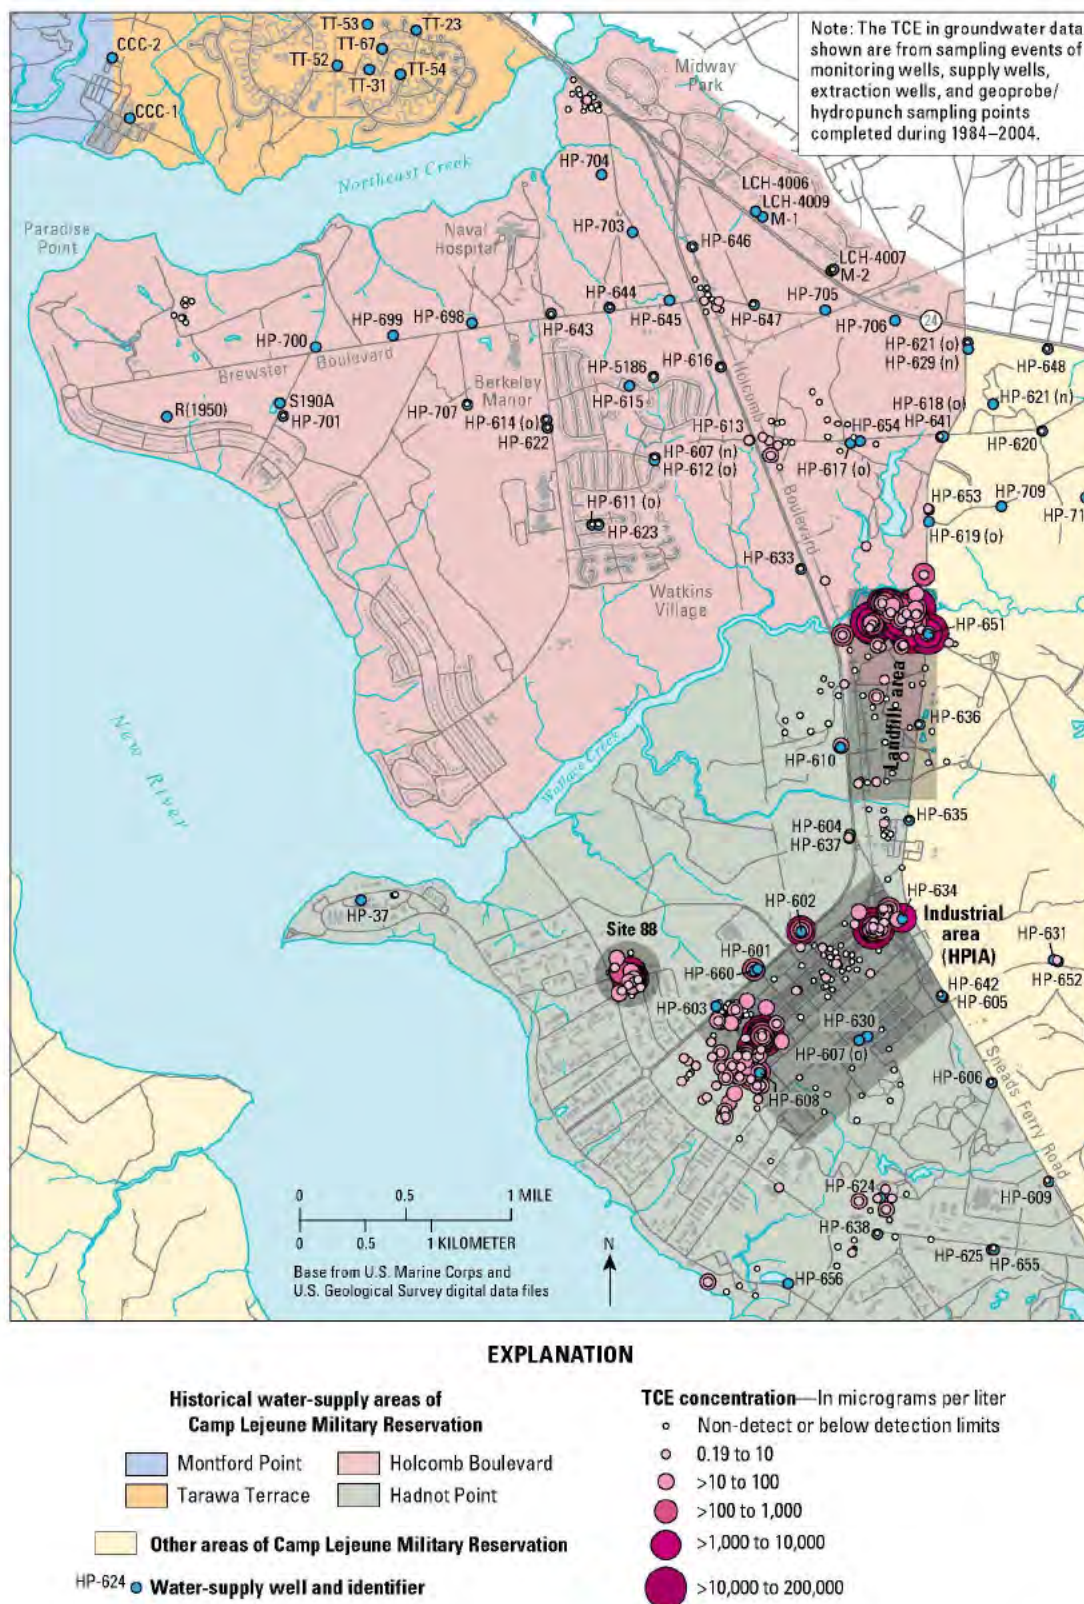 TT-53
TT-23
CCC-2
TT-67
TT-52
TT-54
TT-31
CCC-1
Note: The TCE in groundwater data
shown are from sampling events of
monitoring wells, supply wells,
extraction wells, and geoprobe/
hydropunch sampling points
completed during 1984–2004.
Midway
Park
Northeast Creek
HP-704
LCH-4006
LCH-4009
M-1
Paradise
Point
Naval
Hospital
HP-703
HP-646
LCH-4007
M-2
HP-644
HP-705
HP-699
HP-698
HP-643
HP-645
HP-647
HP-706
24
HP-700
HP-621 (o)
HP-629 (n)
HP-648
Brewster
Boulevard
HP-5186
HP-616
Holcomb
Boulevard
Berkeley
Manor
HP-615
S190A
R(1950)
HP-701
HP-707
HP-614 (o)
HP-622
HP-613
HP-618 (o)
HP-621 (n)
HP-654
HP-641
HP-607 (n)
HP-612 (o)
HP-617 (o)
HP-620
HP-611 (o)
HP-623
HP-653
HP-709
HP-71
HP-619 (o)
HP-633
Watkins
Village
HP-651
New River
Landfill area
HP-636
Wallace Creek
HP-610
HP-604
HP-637
HP-635
HP-634
HP-37
HP-602
Industrial
area
(HPIA)
Site 88
HP-601
HP-660
HP-631
HP-652
HP-603
HP-642
HP-605
HP-630
HP-607 (o)
HP-608
HP-606
Sneads Ferry Road
HP-624
HP-609
0 0.5 1 MILE
0 0.5 1 KILOMETER
N
HP-638
HP-625
HP-655
Base from U.S. Marine Corps and
U.S. Geological Survey digital data files
HP-656
EXPLANATION
Historical water-supply areas of
Camp Lejeune Military Reservation
Montford Point
Holcomb Boulevard
Tarawa Terrace
Hadnot Point
Other areas of Camp Lejeune Military Reservation
HP-624 Water-supply well and identifier
TCE concentration—In micrograms per liter
Non-detect or below detection limits
0.19 to 10
>10 to 100
>100 to 1,000
>1,000 to 10,000
>10,000 to 200,000